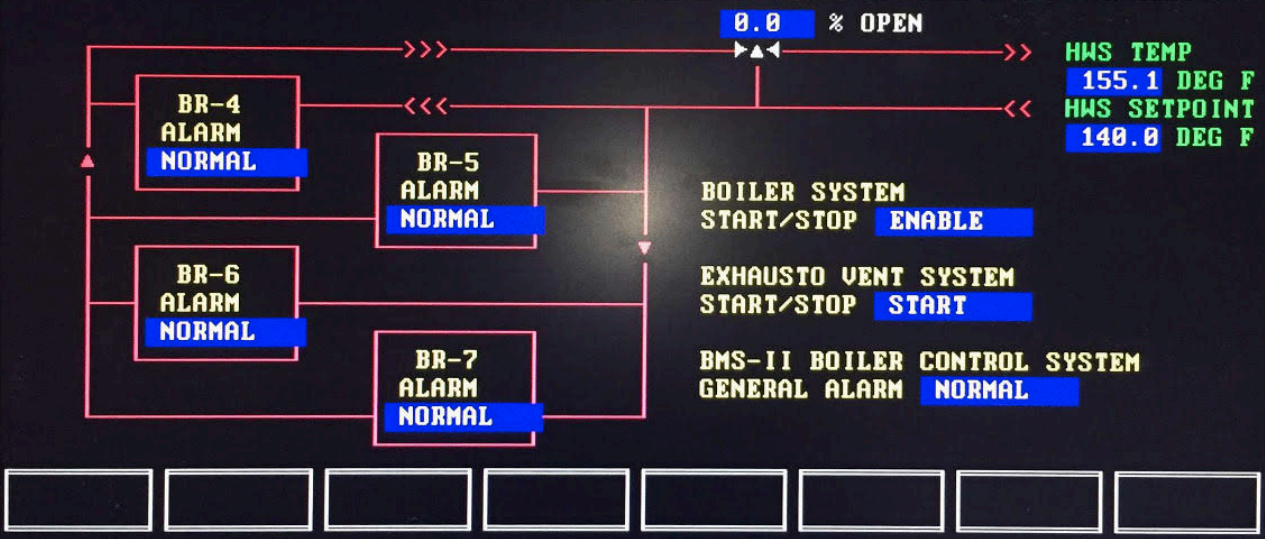 0.0 % OPEN
HWS TEMP
155.1 DEG F
HWS SETPOINT
140.0 DEG F
BR-4
ALARM
NORMAL
BR-5
ALARM
NORMAL
BOILER SYSTEM
START/STOP ENABLE
BR-6
ALARM
NORMAL
EXHAUSTO VENT SYSTEM
START/STOP START
BR-7
ALARM
NORMAL
BMS-II BOILER CONTROL SYSTEM
GENERAL ALARM NORMAL